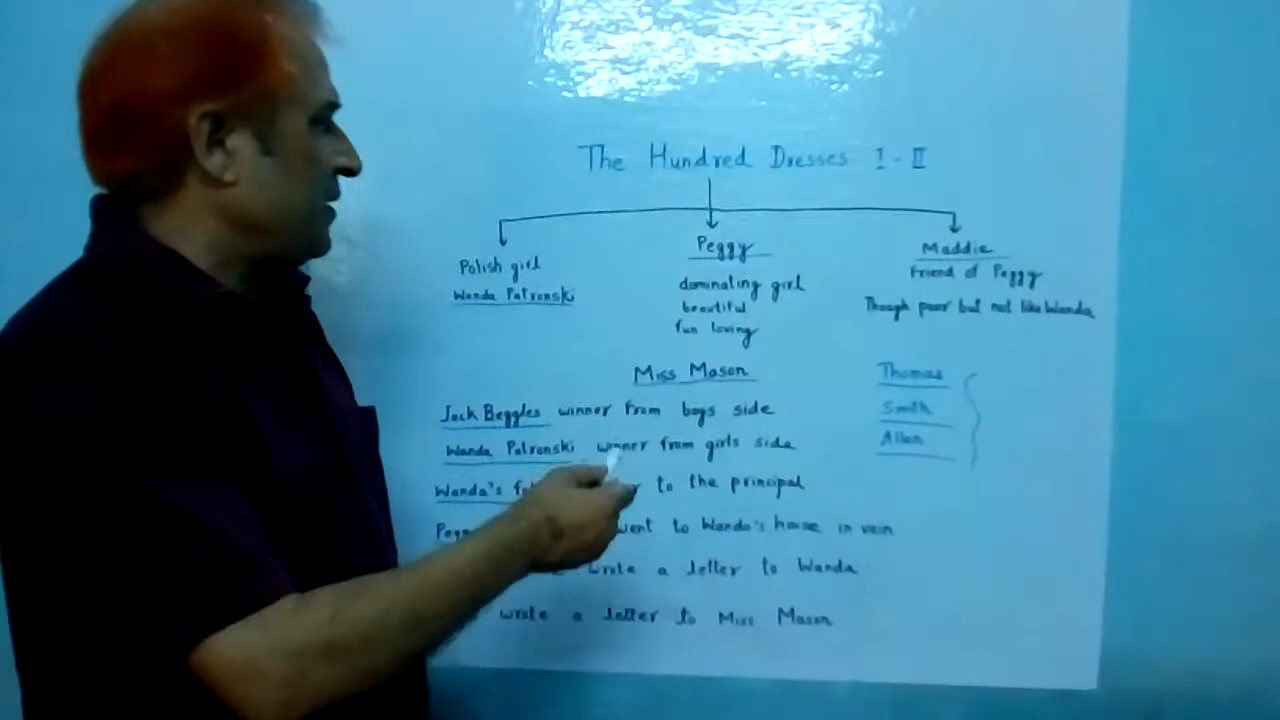 The Hundred Dresses I - II
Polish girl
Wanda Patronski
Peggy
dominating girl
beautiful
fun loving
Maddie
Friend of Peggy
Though poor but not like Wanda
Miss Mason
Jack Beggles winner from boys side
Wanda Patronski winner from girls side
Wanda's to the principal
went to Wanda's house in vain
wrote a letter to Wanda
wrote a letter to Miss Mason
Thomas
Smith
Allen